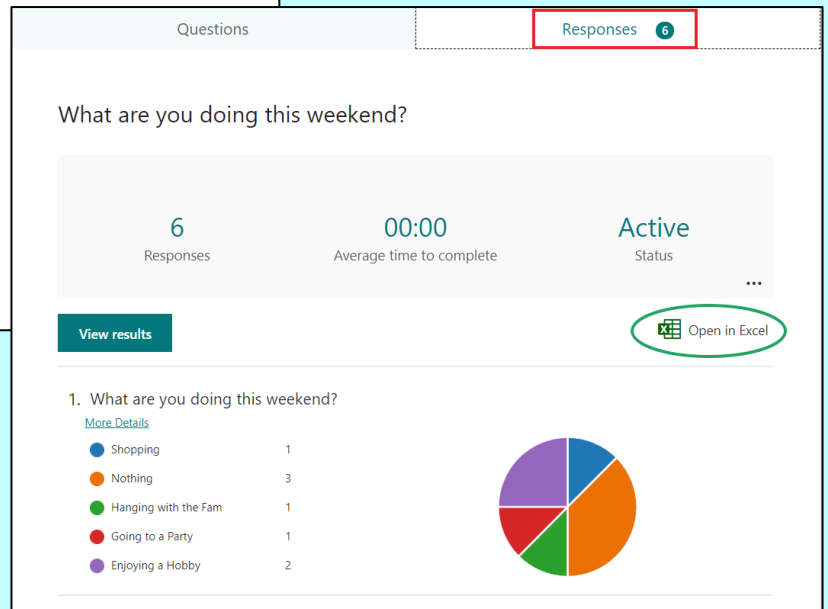 Questions
Responses 6
What are you doing this weekend?
6 00:00 Active
Responses Average time to complete Status
View results
Open in Excel
1. What are you doing this weekend?
More Details
Shopping 1
Nothing 3
Hanging with the Fam 1
Going to a Party 1
Enjoying a Hobby 2